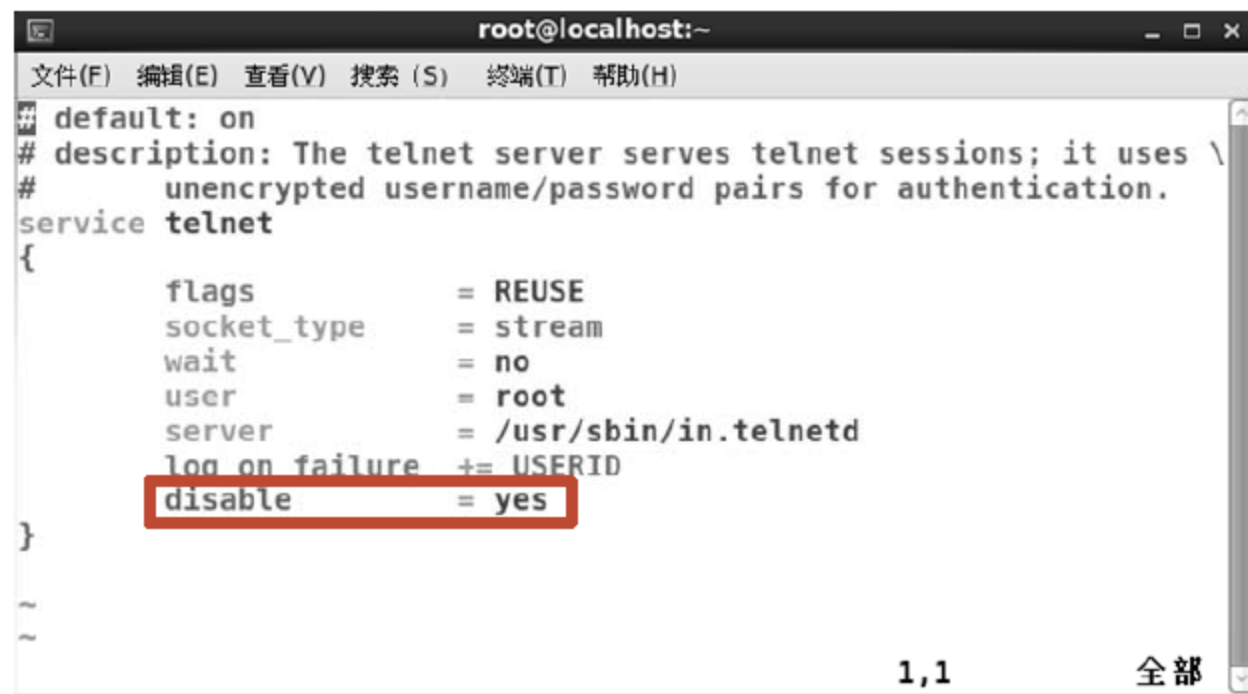 root@localhost:~
文件(F) 编辑(E) 查看(V) 搜索 (S) 终端(T) 帮助(H)
# default: on
# description: The telnet server serves telnet sessions; it uses \
#       unencrypted username/password pairs for authentication.
service telnet
{
        flags           = REUSE
        socket_type     = stream
        wait            = no
        user            = root
        server          = /usr/sbin/in.telnetd
        log_on_failure  += USERID
        disable         = yes
}
~
~
1,1 全部